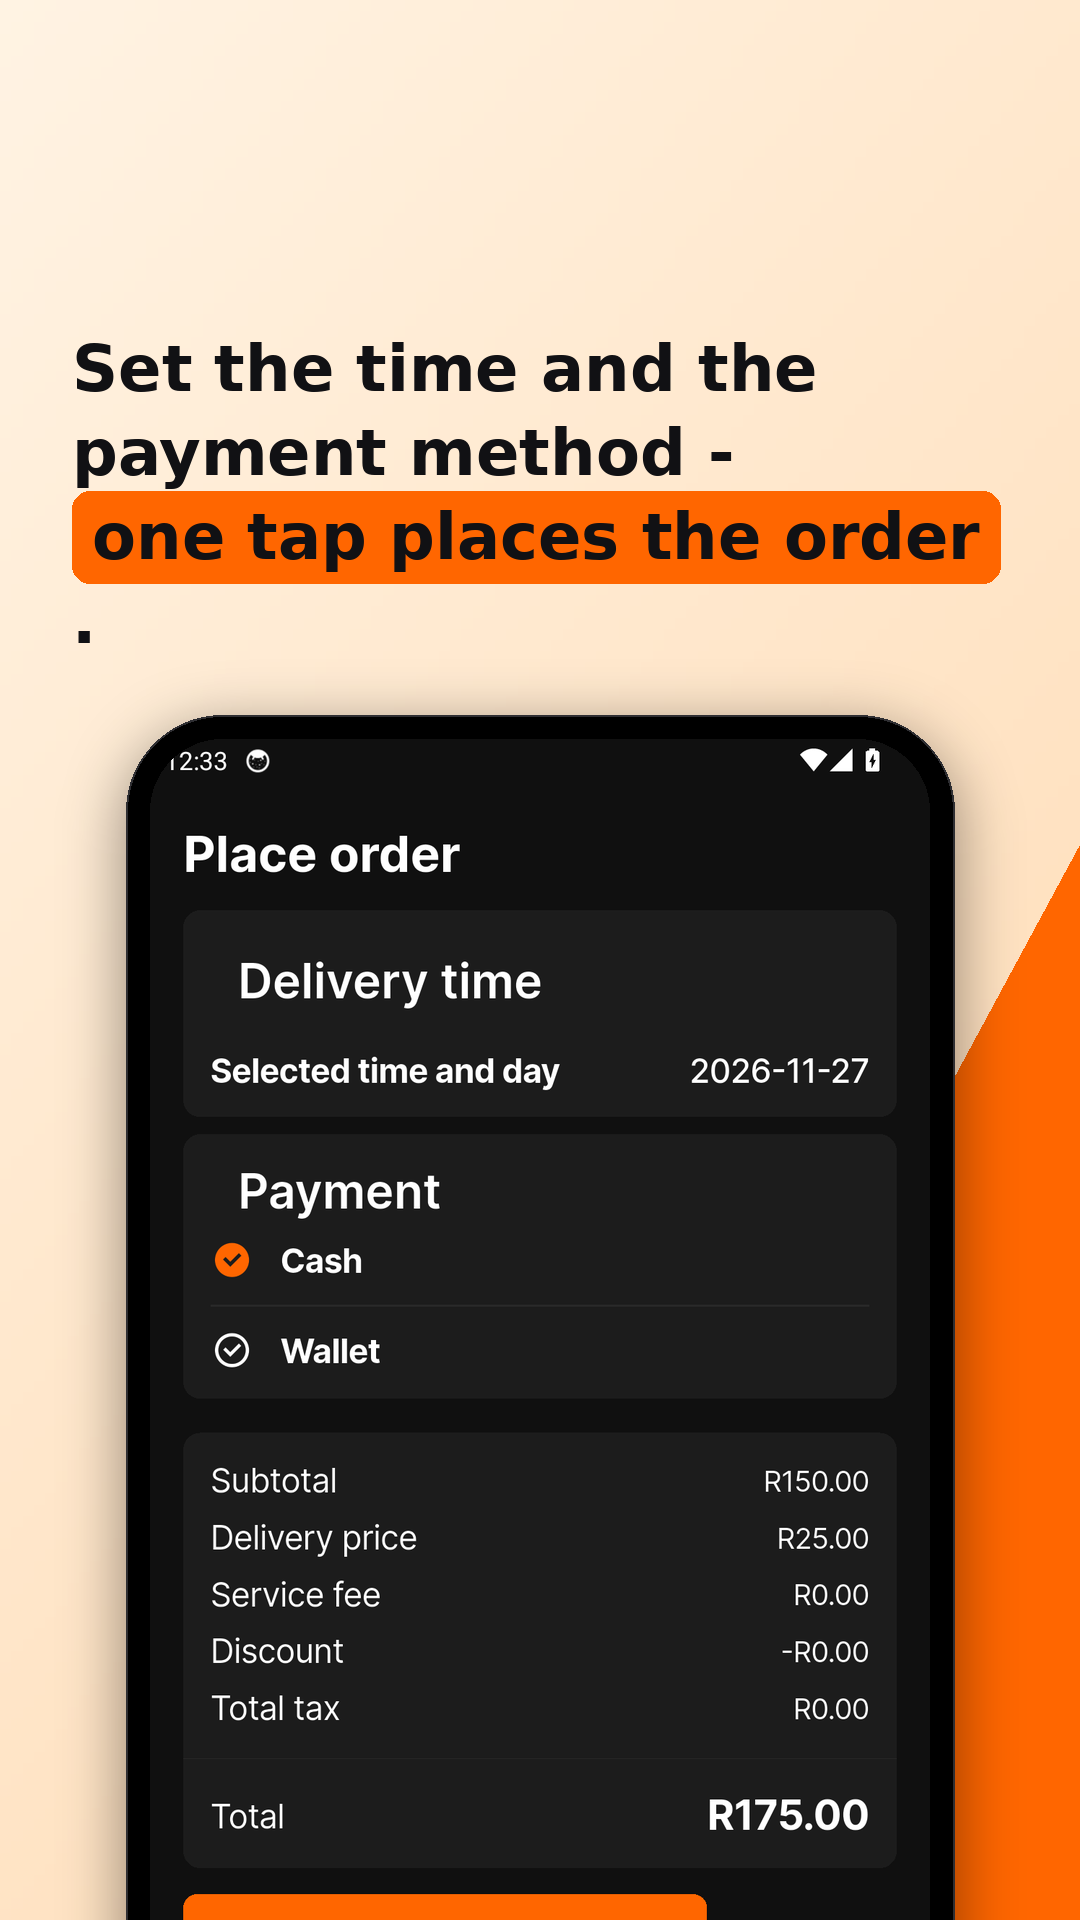 Set the time and the
payment method -
one tap places the order
.
12:33
Place order
Delivery time
Selected time and day 2026-11-27
Payment
Cash
Wallet
Subtotal R150.00
Delivery price R25.00
Service fee R0.00
Discount -R0.00
Total tax R0.00
Total R175.00